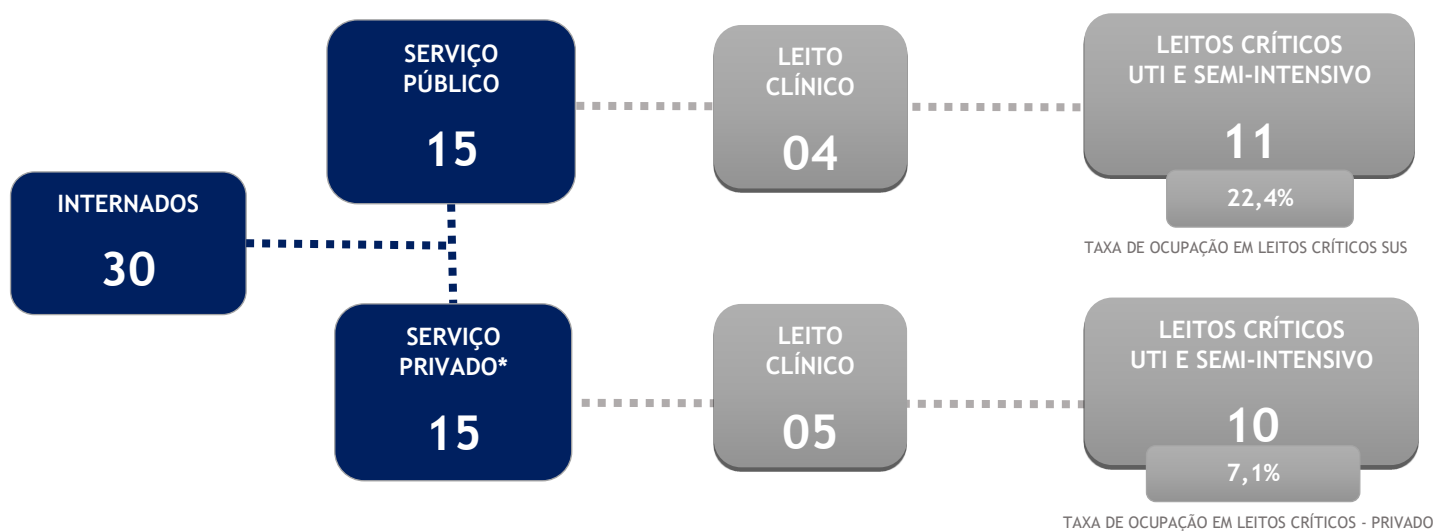 INTERNADOS
30
SERVIÇO
PÚBLICO
15
LEITO
CLÍNICO
04
LEITOS CRÍTICOS
UTI E SEMI-INTENSIVO
11
22,4%
TAXA DE OCUPAÇÃO EM LEITOS CRÍTICOS SUS
SERVIÇO
PRIVADO*
15
LEITO
CLÍNICO
05
LEITOS CRÍTICOS
UTI E SEMI-INTENSIVO
10
7,1%
TAXA DE OCUPAÇÃO EM LEITOS CRÍTICOS - PRIVADO